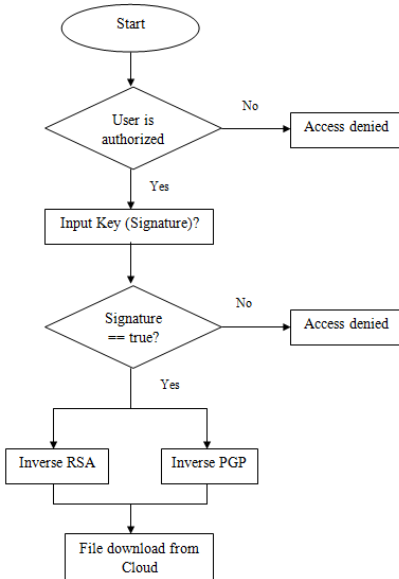 Start
User is
authorized
No
Access denied
Yes
Input Key (Signature)?
Signature
== true?
No
Access denied
Yes
Inverse RSA
Inverse PGP
File download from
Cloud